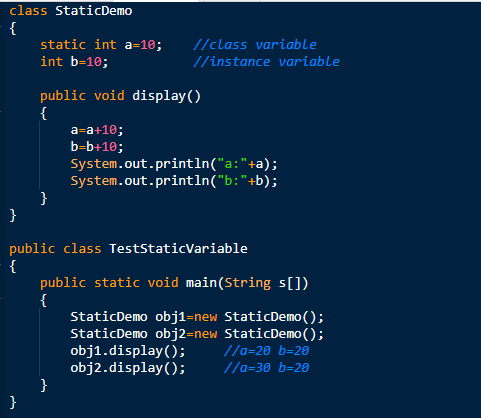 class StaticDemo
{
    static int a=10;    //class variable
    int b=10;           //instance variable

    public void display()
    {
        a=a+10;
        b=b+10;
        System.out.println("a:"+a);
        System.out.println("b:"+b);
    }
}

public class TestStaticVariable
{
    public static void main(String s[])
    {
        StaticDemo obj1=new StaticDemo();
        StaticDemo obj2=new StaticDemo();
        obj1.display();     //a=20 b=20
        obj2.display();     //a=30 b=20
    }
}